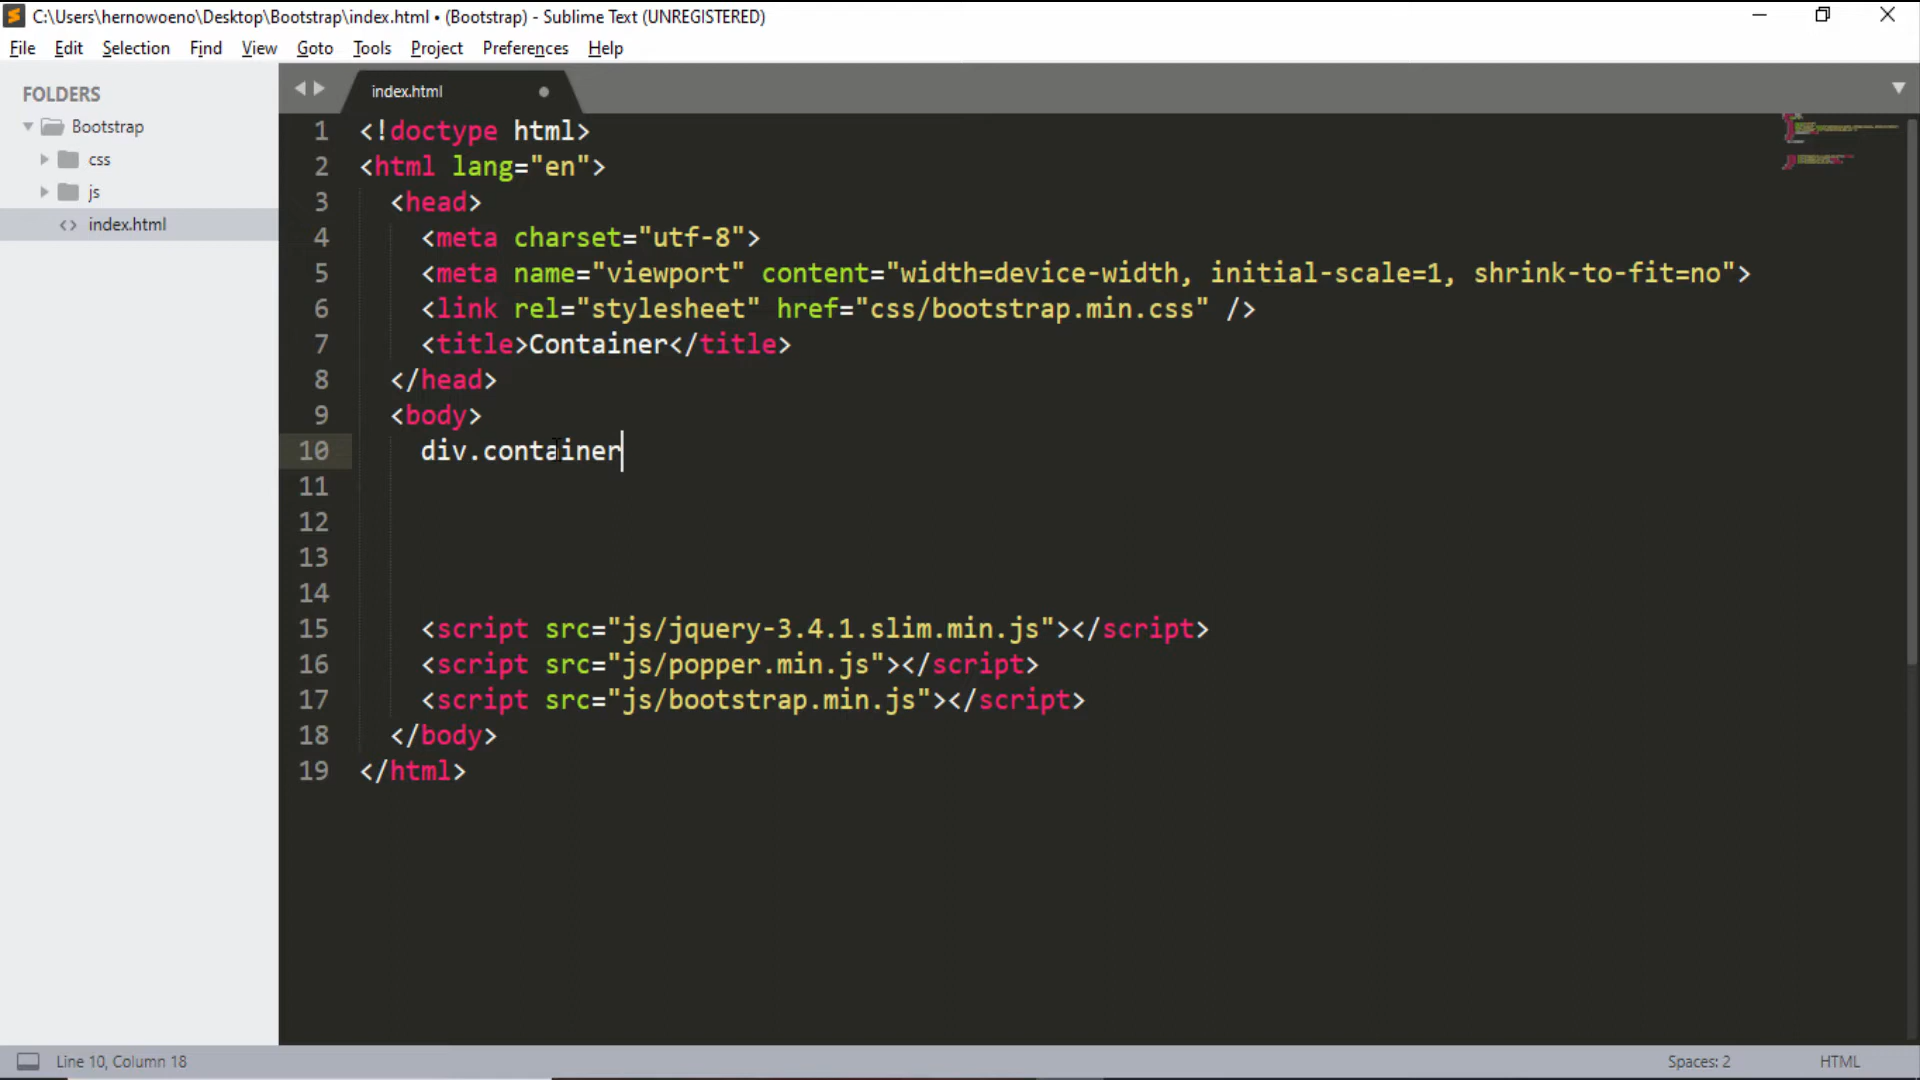 C:\Users\hernowoeno\Desktop\Bootstrap\index.html • (Bootstrap) - Sublime Text (UNREGISTERED)
File Edit Selection Find View Goto Tools Project Preferences Help
FOLDERS
Bootstrap
css
js
index.html
index.html
1 <!doctype html>
2 <html lang="en">
3 <head>
4 <meta charset="utf-8">
5 <meta name="viewport" content="width=device-width, initial-scale=1, shrink-to-fit=no">
6 <link rel="stylesheet" href="css/bootstrap.min.css" />
7 <title>Container</title>
8 </head>
9 <body>
10 div.container
11
12
13
14
15 <script src="js/jquery-3.4.1.slim.min.js"></script>
16 <script src="js/popper.min.js"></script>
17 <script src="js/bootstrap.min.js"></script>
18 </body>
19 </html>
Line 10, Column 18 Spaces: 2 HTML